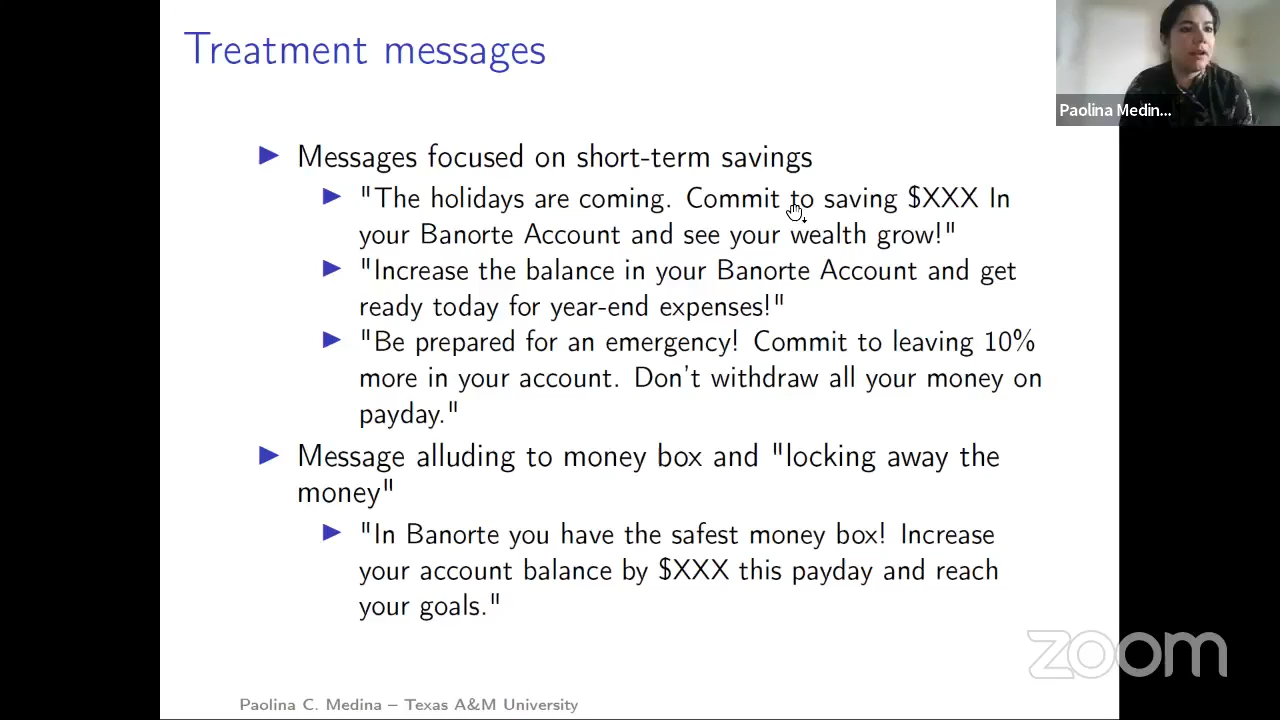 Treatment messages
Paolina Medin...
Messages focused on short-term savings
"The holidays are coming. Commit to saving $XXX In
your Banorte Account and see your wealth grow!"
"Increase the balance in your Banorte Account and get
ready today for year-end expenses!"
"Be prepared for an emergency! Commit to leaving 10%
more in your account. Don't withdraw all your money on
payday."
Message alluding to money box and "locking away the
money"
"In Banorte you have the safest money box! Increase
your account balance by $XXX this payday and reach
your goals."
zoom
Paolina C. Medina – Texas A&M University